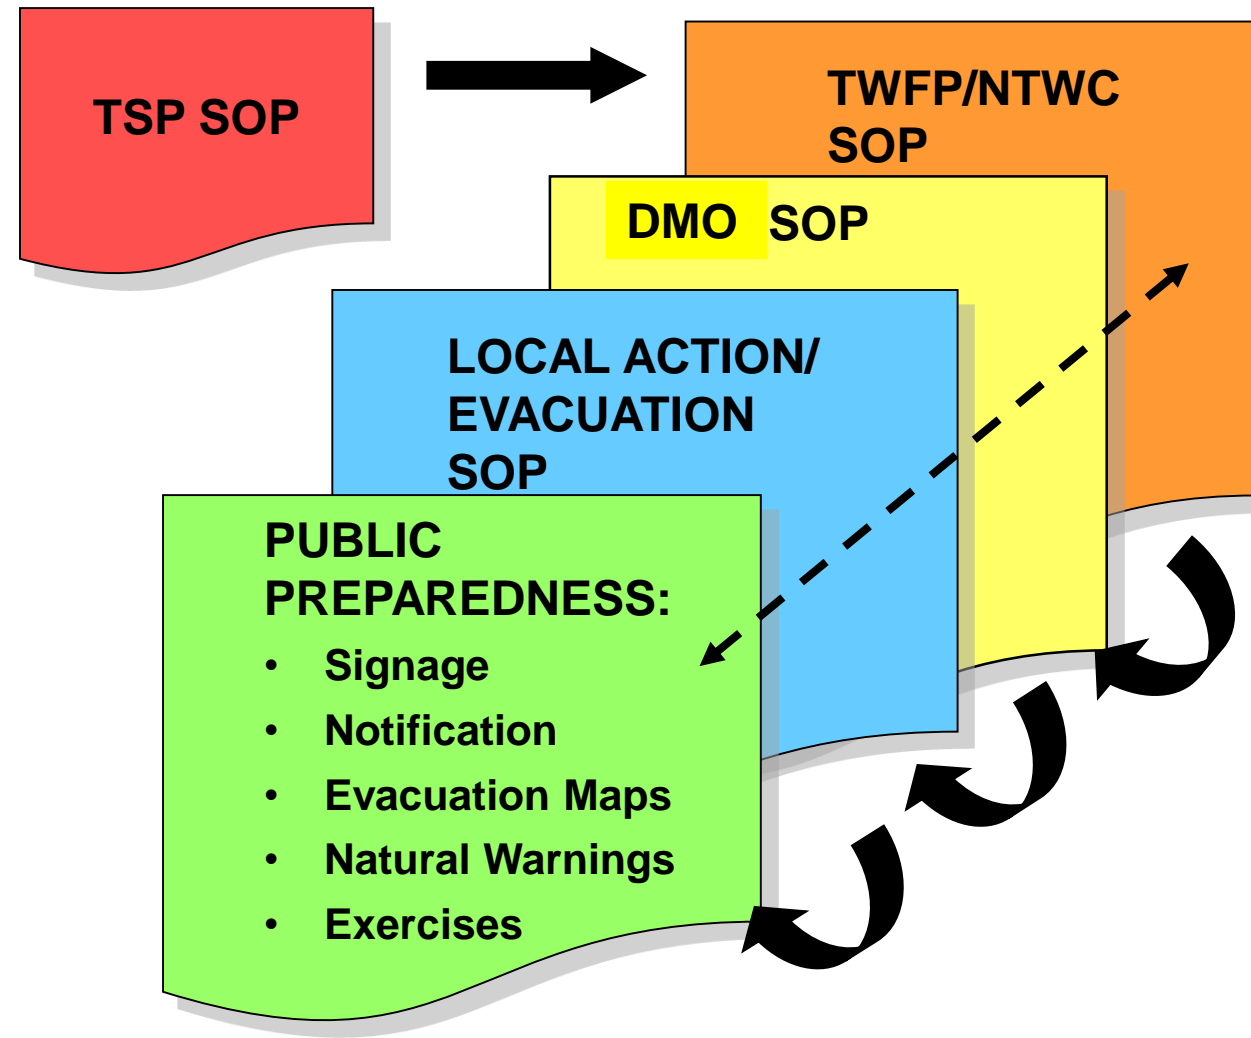 TSP SOP
TWFP/NTWC
SOP
DMO SOP
LOCAL ACTION/
EVACUATION
SOP
PUBLIC
PREPAREDNESS:
• Signage
• Notification
• Evacuation Maps
• Natural Warnings
• Exercises